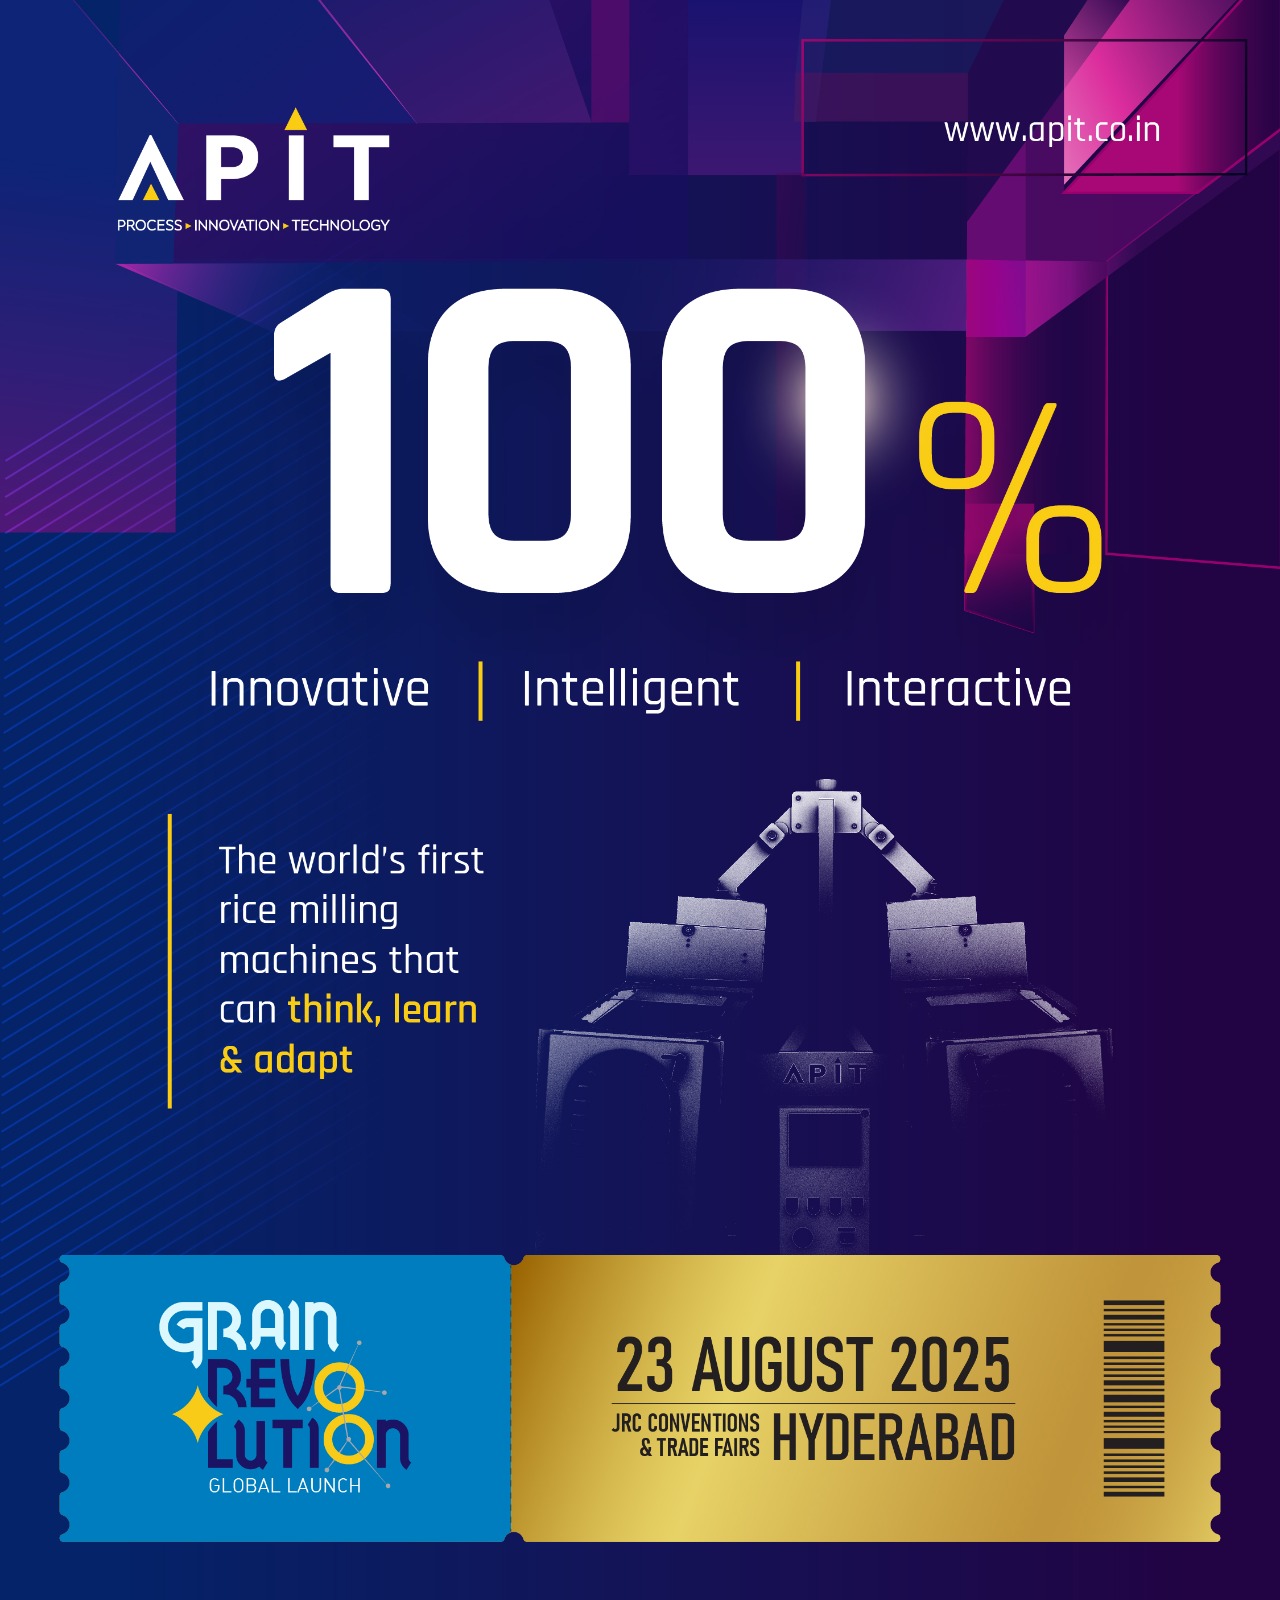 APIT
PROCESS ▸ INNOVATION ▸ TECHNOLOGY
www.apit.co.in
100%
Innovative | Intelligent | Interactive
The world's first
rice milling
machines that
can think, learn
& adapt
APIT
GRAIN
REVO
LUTION
GLOBAL LAUNCH
23 AUGUST 2025
JRC CONVENTIONS
& TRADE FAIRS
HYDERABAD